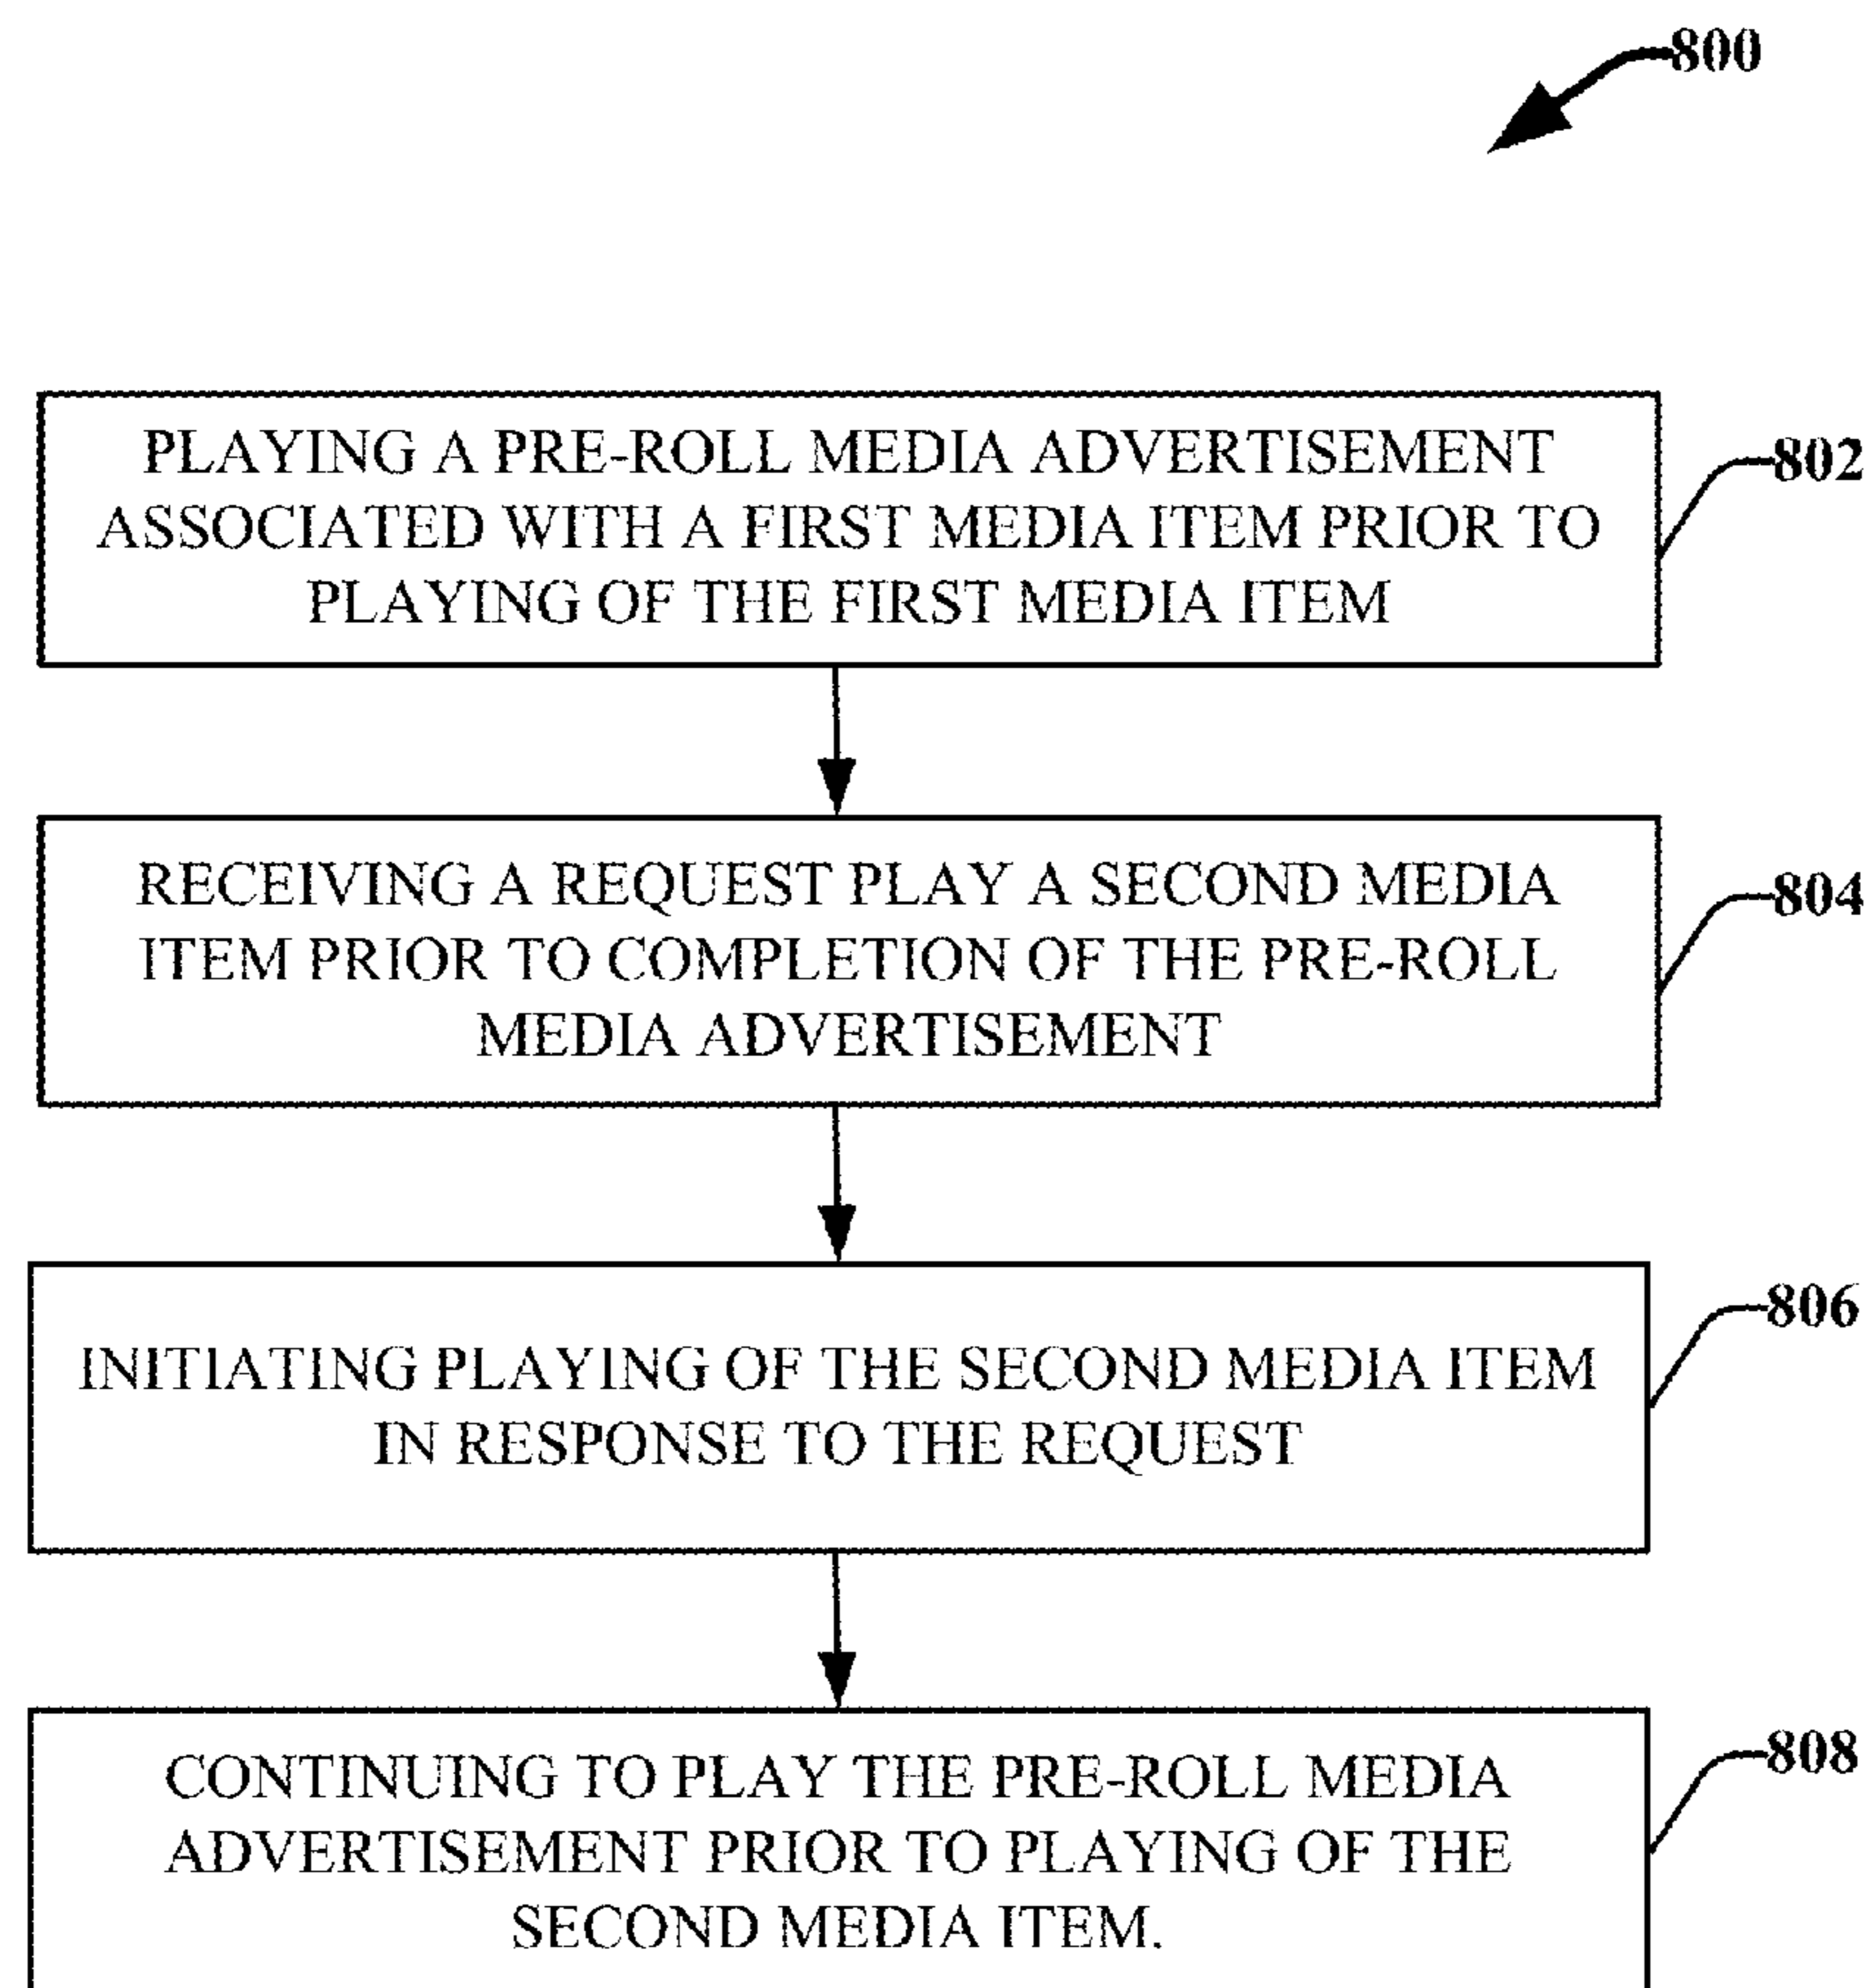 800
PLAYING A PRE-ROLL MEDIA ADVERTISEMENT
ASSOCIATED WITH A FIRST MEDIA ITEM PRIOR TO
PLAYING OF THE FIRST MEDIA ITEM
802
RECEIVING A REQUEST PLAY A SECOND MEDIA
ITEM PRIOR TO COMPLETION OF THE PRE-ROLL
MEDIA ADVERTISEMENT
804
INITIATING PLAYING OF THE SECOND MEDIA ITEM
IN RESPONSE TO THE REQUEST
806
CONTINUING TO PLAY THE PRE-ROLL MEDIA
ADVERTISEMENT PRIOR TO PLAYING OF THE
SECOND MEDIA ITEM.
808